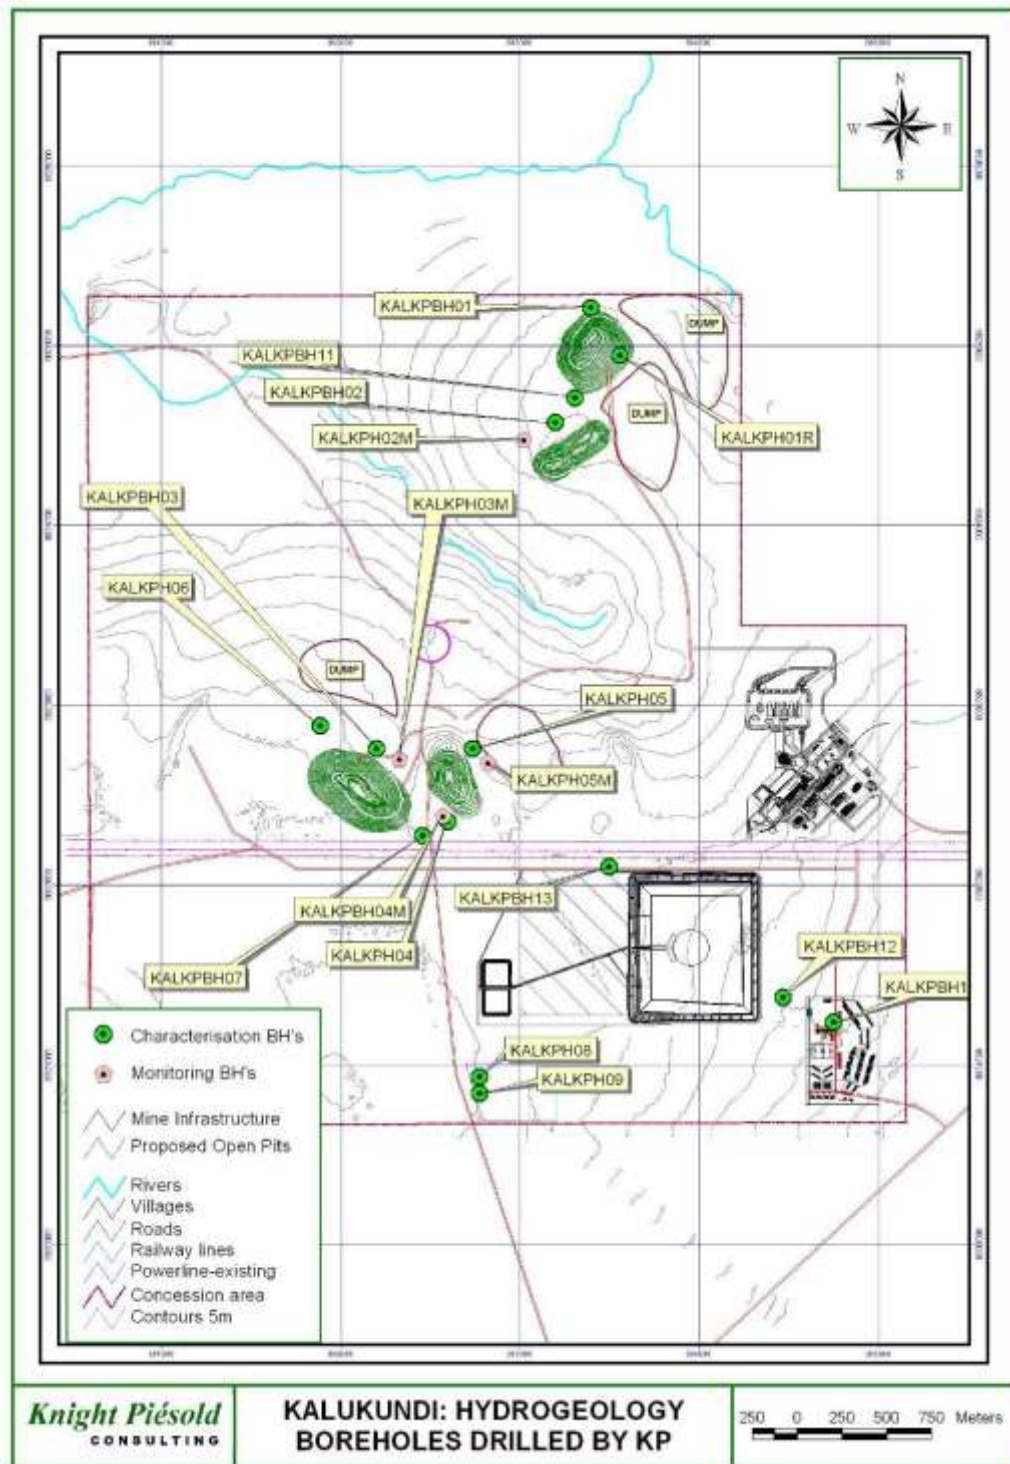 N
W E
S
KALKPBH01
DUMP
KALKPBH11
KALKPBH02
DUMP
KALKPH02M
KALKPH01R
KALKPBH03
KALKPH03M
KALKPH06
DUMP
KALKPH05
KALKPH05M
KALKPBH13
KALKPBH04M
KALKPH04
KALKPBH07
KALKPBH12
KALKPBH1
KALKPH08
KALKPH09
Characterisation BH's
Monitoring BH's
Mine Infrastructure
Proposed Open Pits
Rivers
Villages
Roads
Railway lines
Powerline-existing
Concession area
Contours 5m
Knight Piésold
CONSULTING
KALUKUNDI: HYDROGEOLOGY
BOREHOLES DRILLED BY KP
250 0 250 500 750 Meters